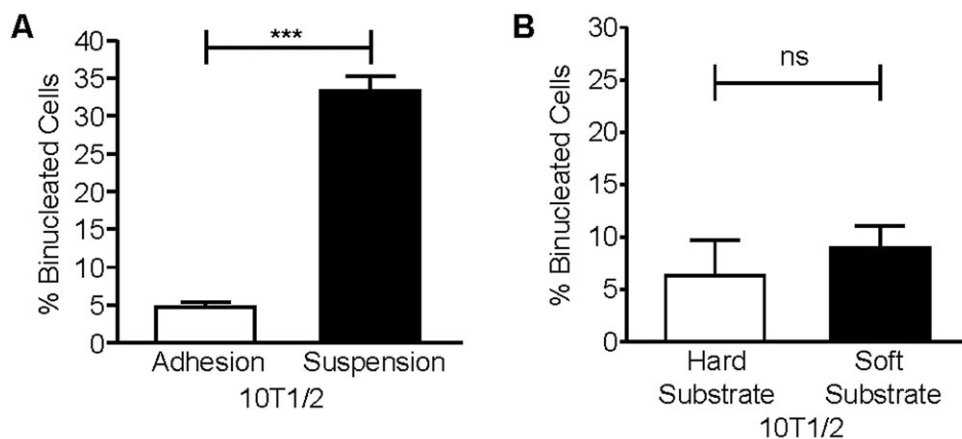 A
% Binucleated Cells
40
35
30
25
20
15
10
5
0
***
Adhesion Suspension
10T1/2
B
% Binucleated Cells
30
25
20
15
10
5
0
ns
Hard Soft
Substrate Substrate
10T1/2